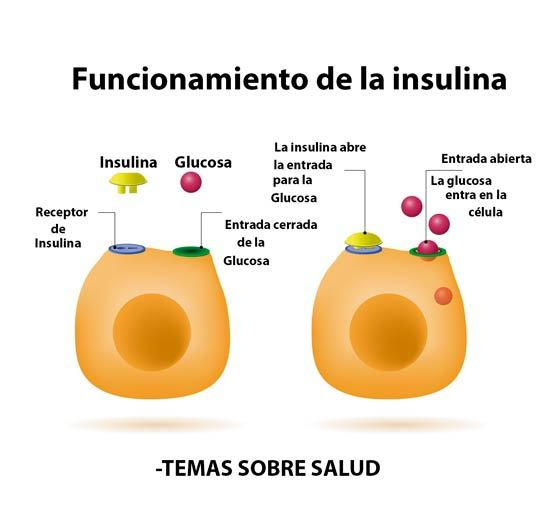 Funcionamiento de la insulina
Insulina
Glucosa
Receptor
de
Insulina
Entrada cerrada
de la
Glucosa
La insulina abre
la entrada
para la
Glucosa
Entrada abierta
La glucosa
entra en la
célula
-TEMAS SOBRE SALUD